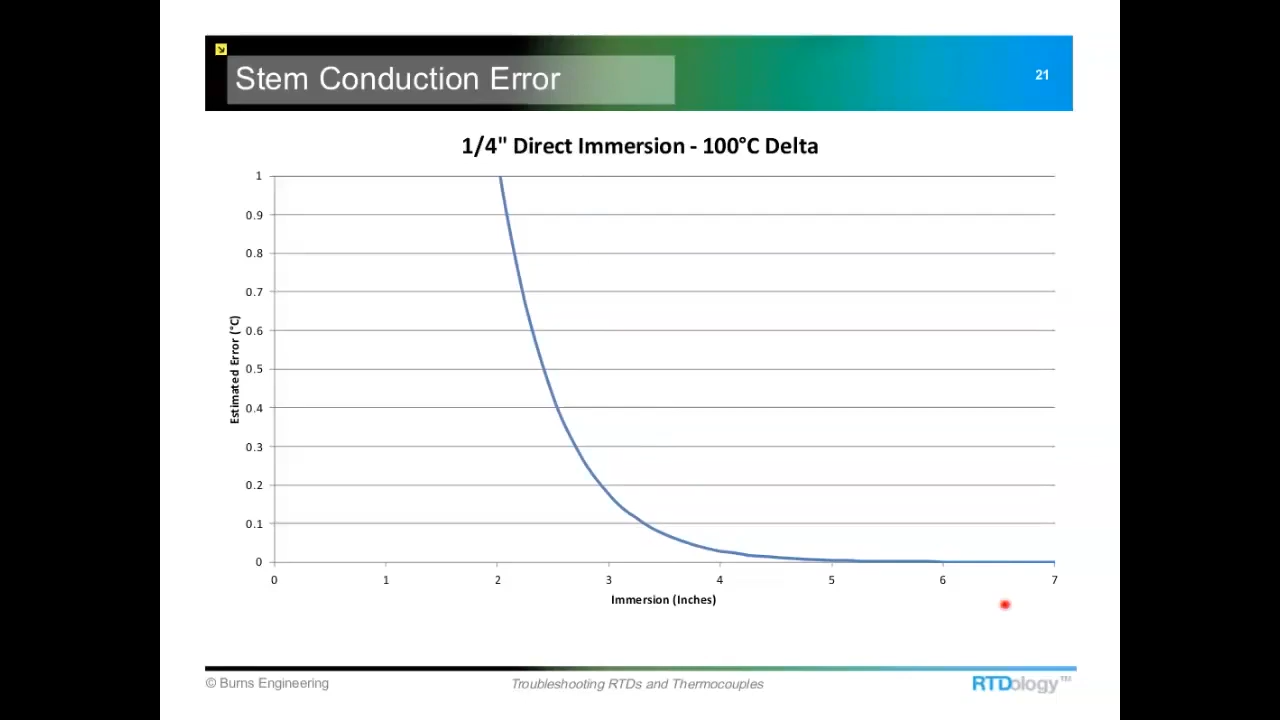 Stem Conduction Error
21
1/4" Direct Immersion - 100°C Delta
1
0.9
0.8
0.7
0.6
0.5
0.4
0.3
0.2
0.1
0
Estimated Error (°C)
0 1 2 3 4 5 6 7
Immersion (Inches)
© Burns Engineering
Troubleshooting RTDs and Thermocouples
RTDology™